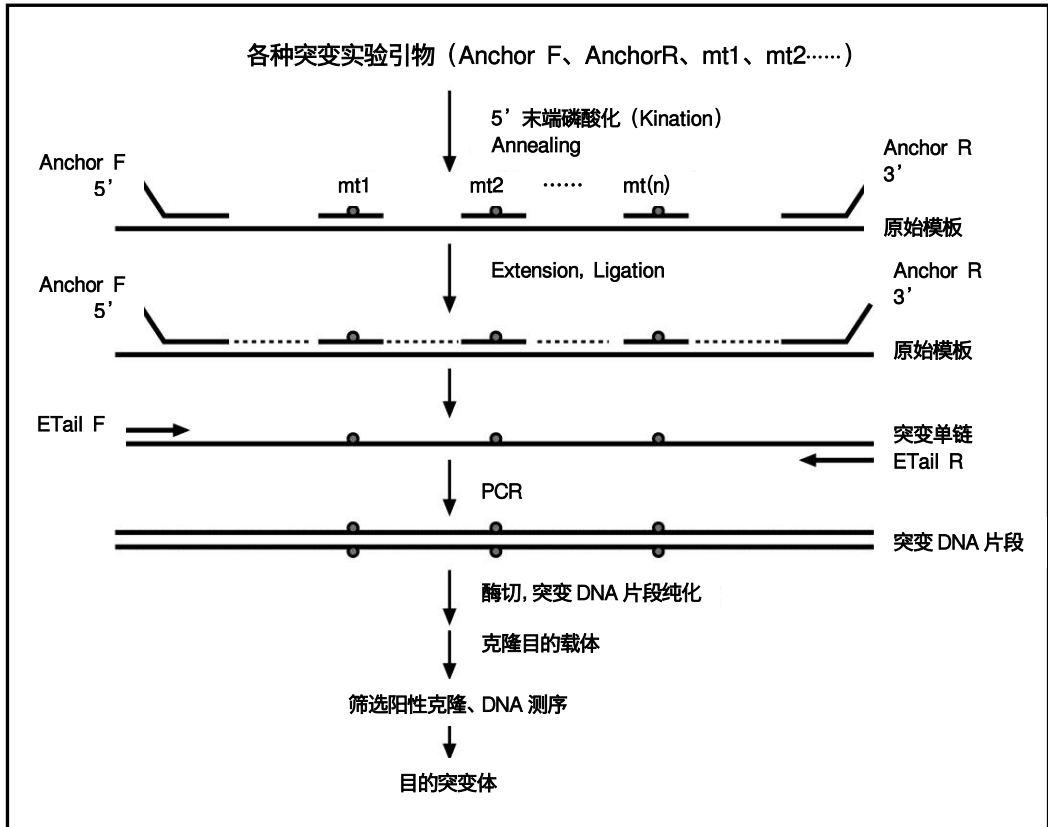 各种突变实验引物（Anchor F、AnchorR、mt1、mt2……）
5’末端磷酸化（Kination）
Annealing
Anchor F
5’
mt1
mt2
……
mt(n)
Anchor R
3’
原始模板
Extension, Ligation
Anchor F
5’
Anchor R
3’
原始模板
ETail F
突变单链
ETail R
PCR
突变 DNA 片段
酶切,突变 DNA 片段纯化
克隆目的载体
筛选阳性克隆、DNA 测序
目的突变体